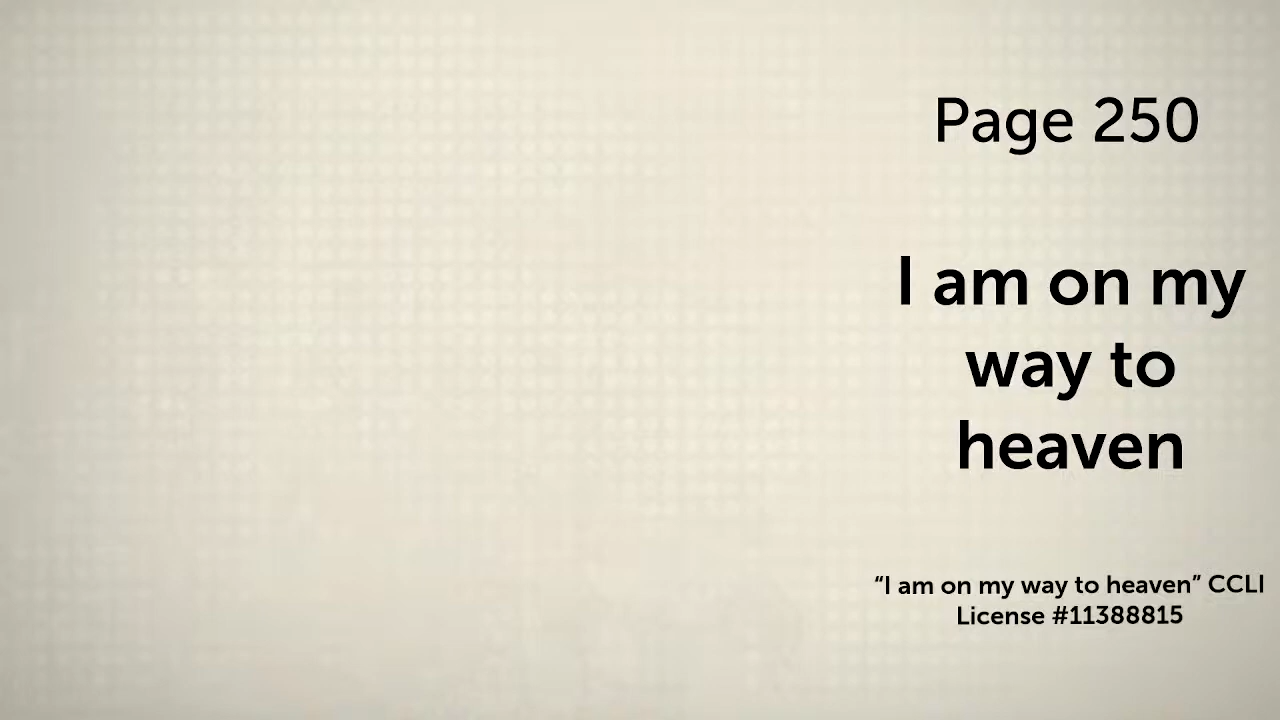 Page 250
I am on my
way to
heaven
“I am on my way to heaven” CCLI
License #11388815